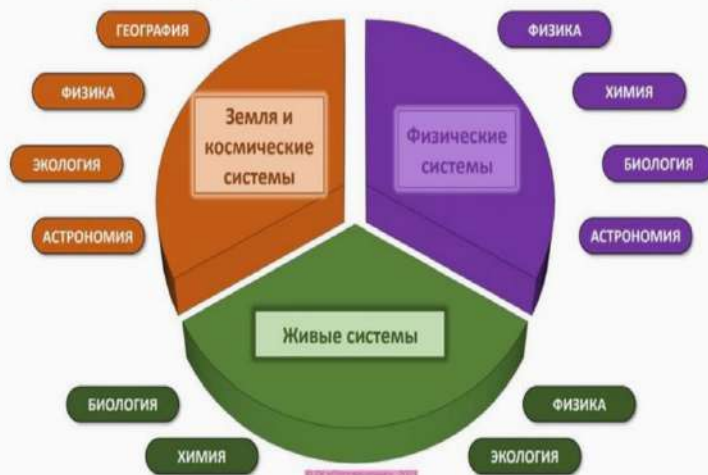 ГЕОГРАФИЯ
ФИЗИКА
ЭКОЛОГИЯ
АСТРОНОМИЯ
Земля и
космические
системы
Физические
системы
ФИЗИКА
ХИМИЯ
БИОЛОГИЯ
АСТРОНОМИЯ
Живые системы
БИОЛОГИЯ
ХИМИЯ
ФИЗИКА
ЭКОЛОГИЯ